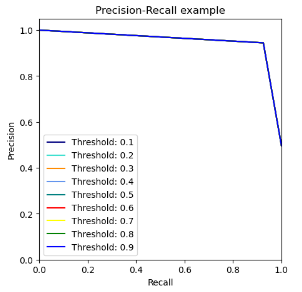 Precision-Recall example
1.0
0.8
0.6
0.4
0.2
0.0
Precision
Threshold: 0.1
Threshold: 0.2
Threshold: 0.3
Threshold: 0.4
Threshold: 0.5
Threshold: 0.6
Threshold: 0.7
Threshold: 0.8
Threshold: 0.9
0.0 0.2 0.4 0.6 0.8 1.0
Recall